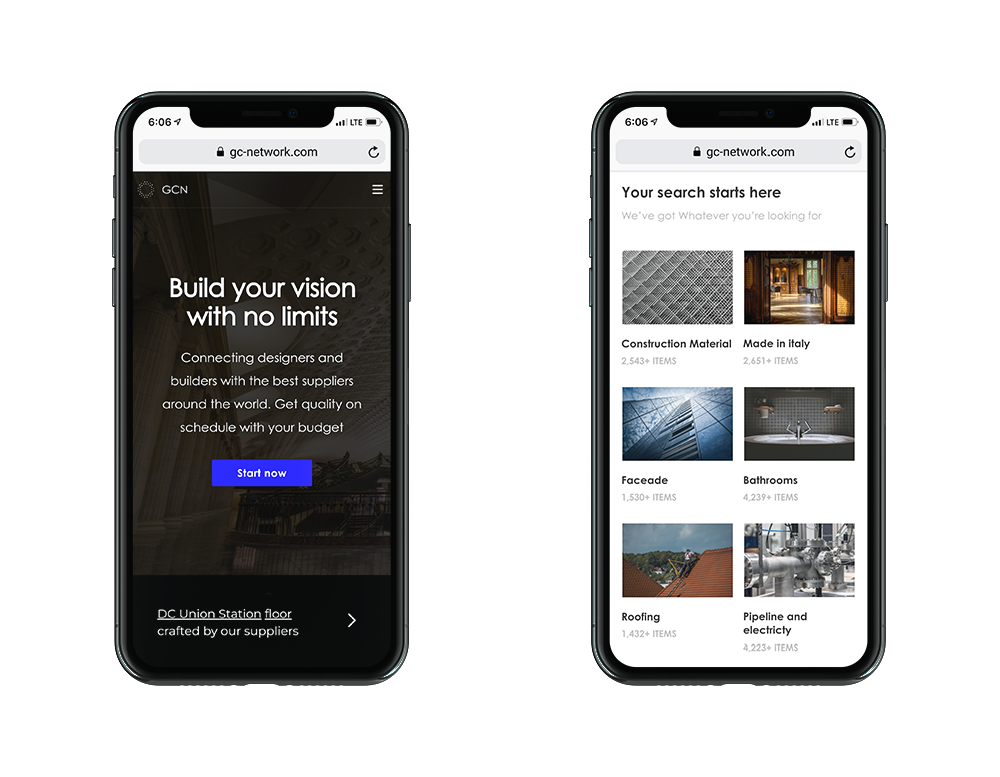 6:06
LTE
gc-network.com
GCN
Build your vision
with no limits
Connecting designers and
builders with the best suppliers
around the world. Get quality on
schedule with your budget
Start now
DC Union Station floor
crafted by our suppliers
6:06
LTE
gc-network.com
Your search starts here
We've got Whatever you're looking for
Construction Material
2,543+ ITEMS
Made in italy
2,651+ ITEMS
Faceade
1,530+ ITEMS
Bathrooms
4,239+ ITEMS
Roofing
1,432+ ITEMS
Pipeline and
electricty
4,223+ ITEMS